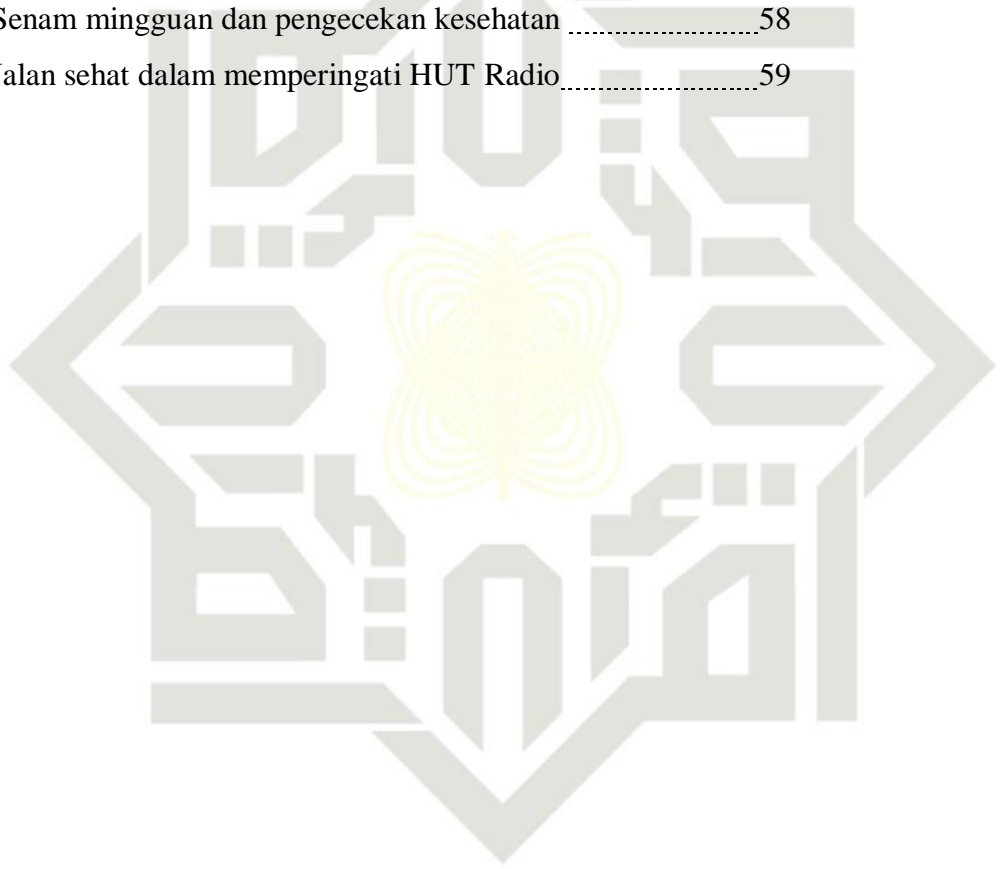 Senam mingguan dan pengecekan kesehatan ........................58
Jalan sehat dalam memperingati HUT Radio.........................59